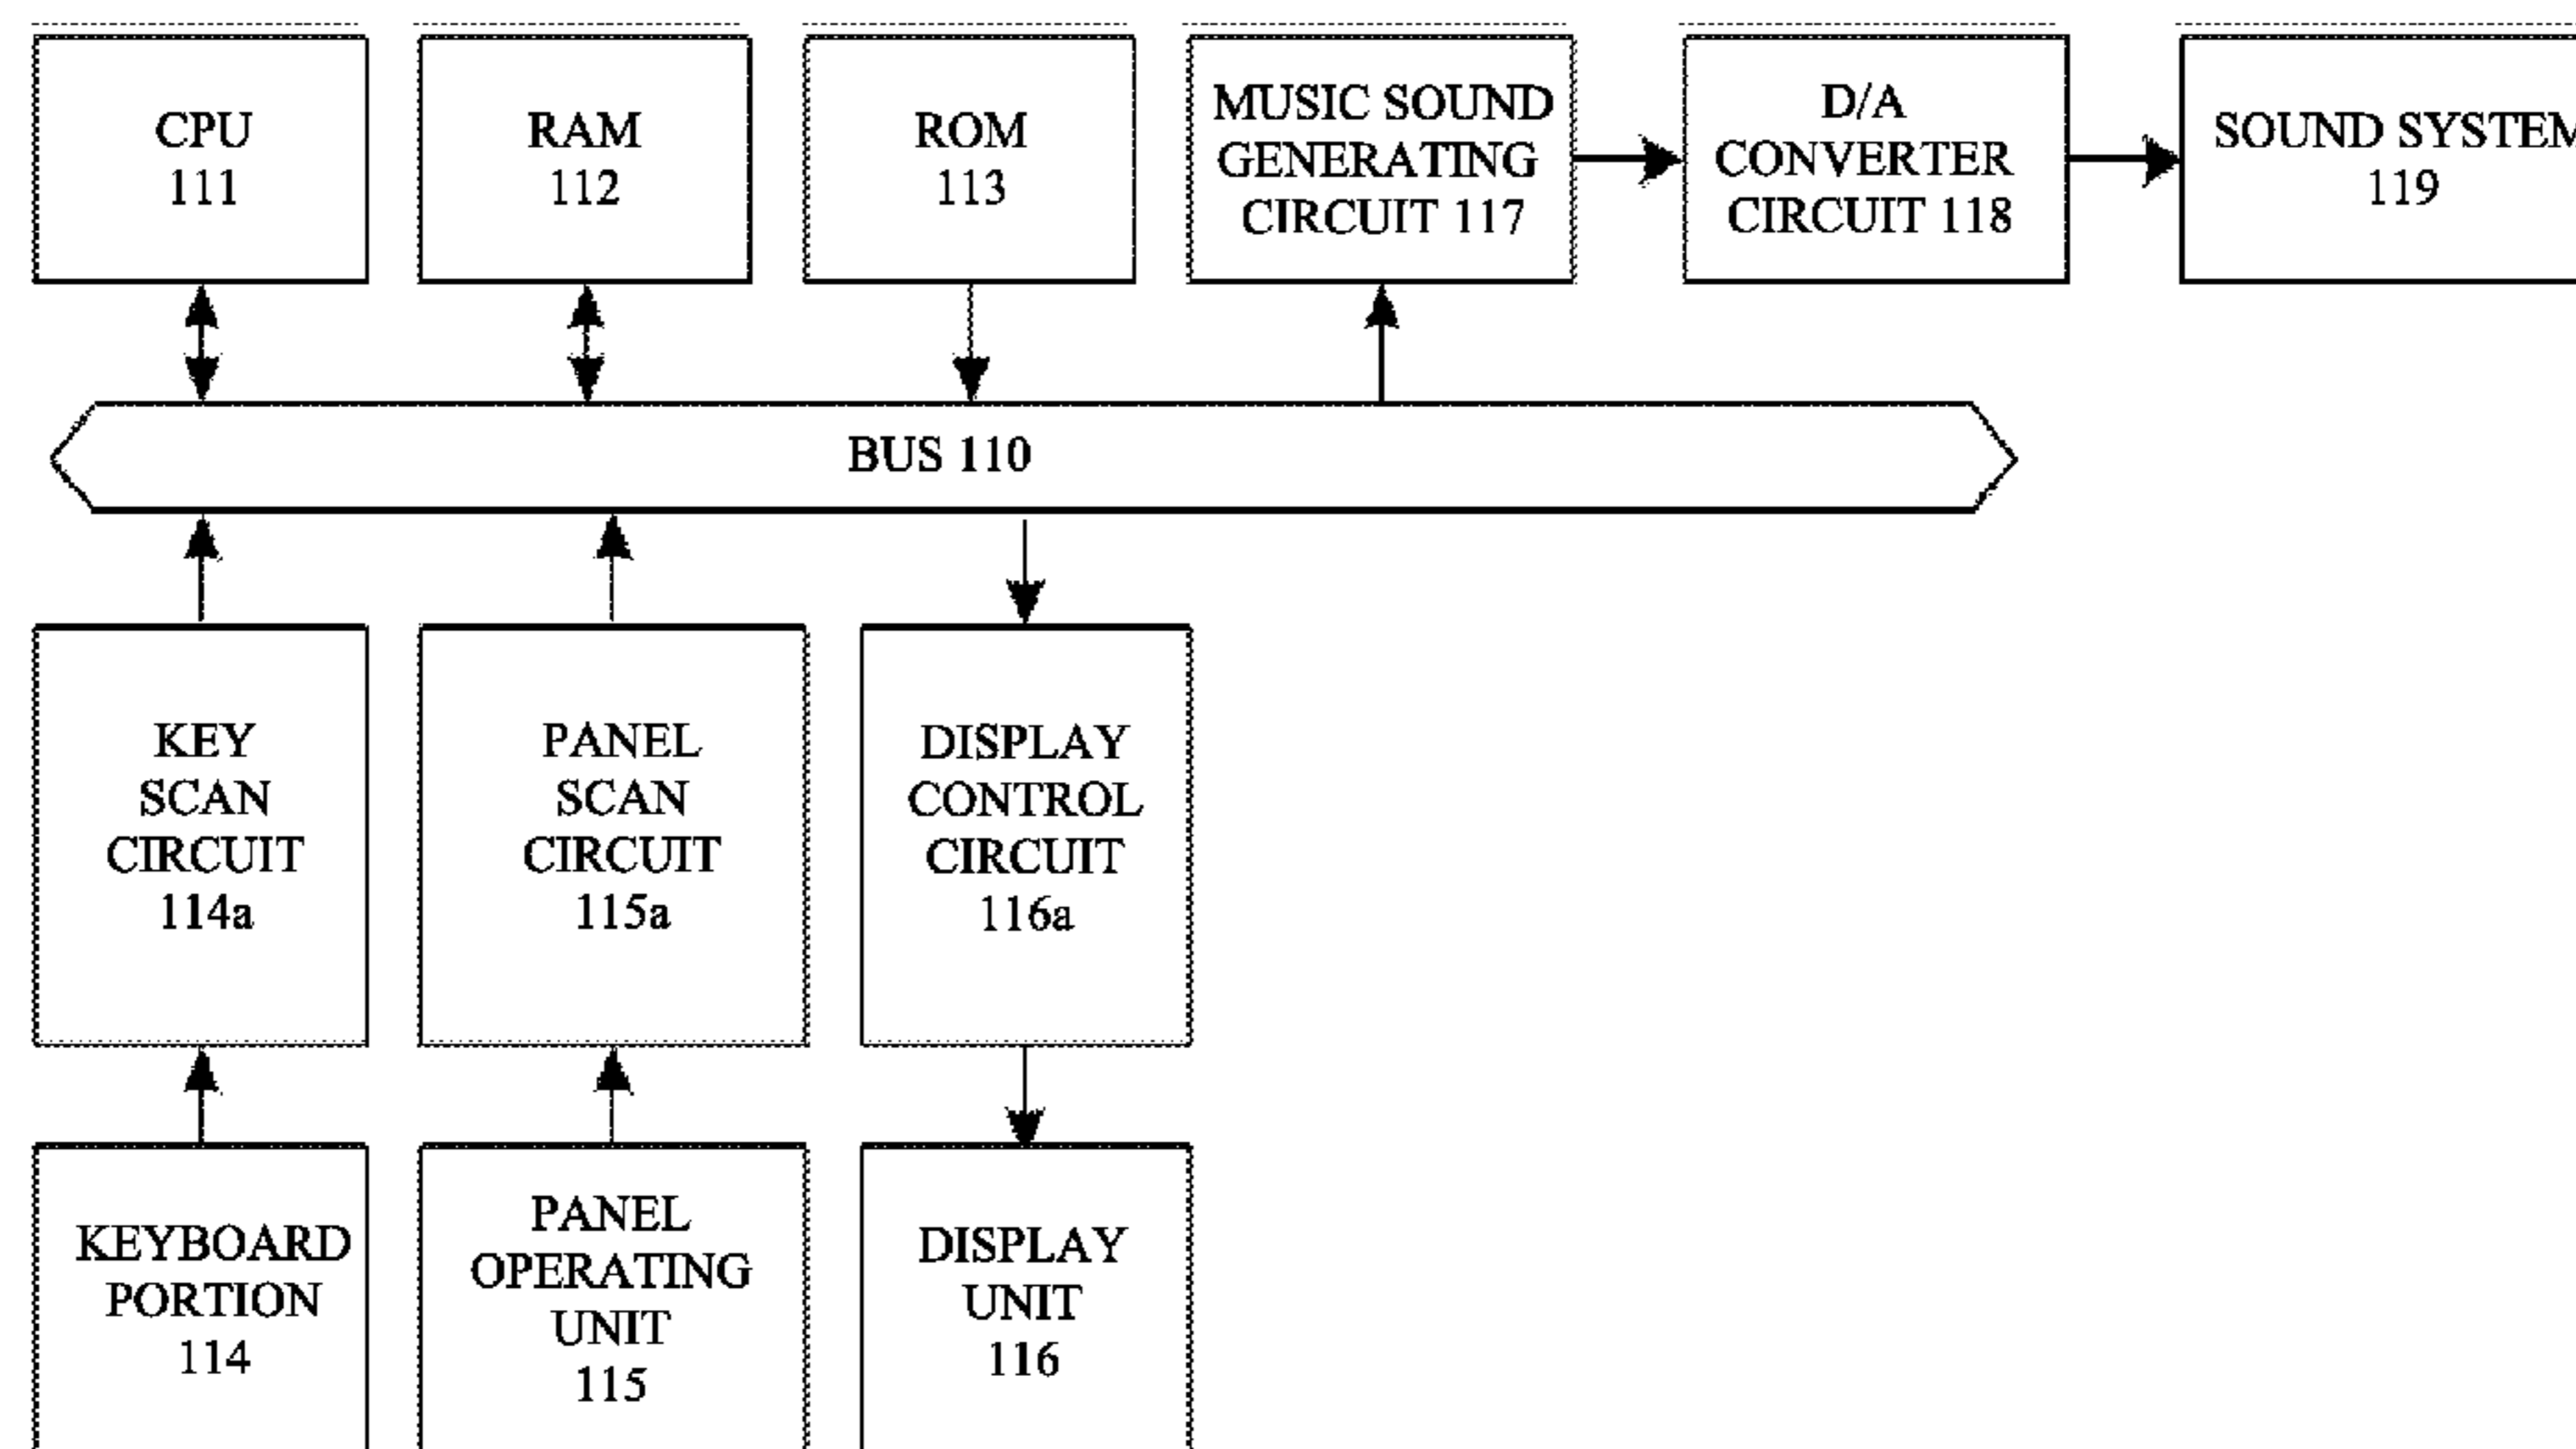 CPU
111
RAM
112
ROM
113
MUSIC SOUND
GENERATING
CIRCUIT 117
D/A
CONVERTER
CIRCUIT 118
SOUND SYSTEM
119
BUS 110
KEY
SCAN
CIRCUIT
114a
PANEL
SCAN
CIRCUIT
115a
DISPLAY
CONTROL
CIRCUIT
116a
KEYBOARD
PORTION
114
PANEL
OPERATING
UNIT
115
DISPLAY
UNIT
116